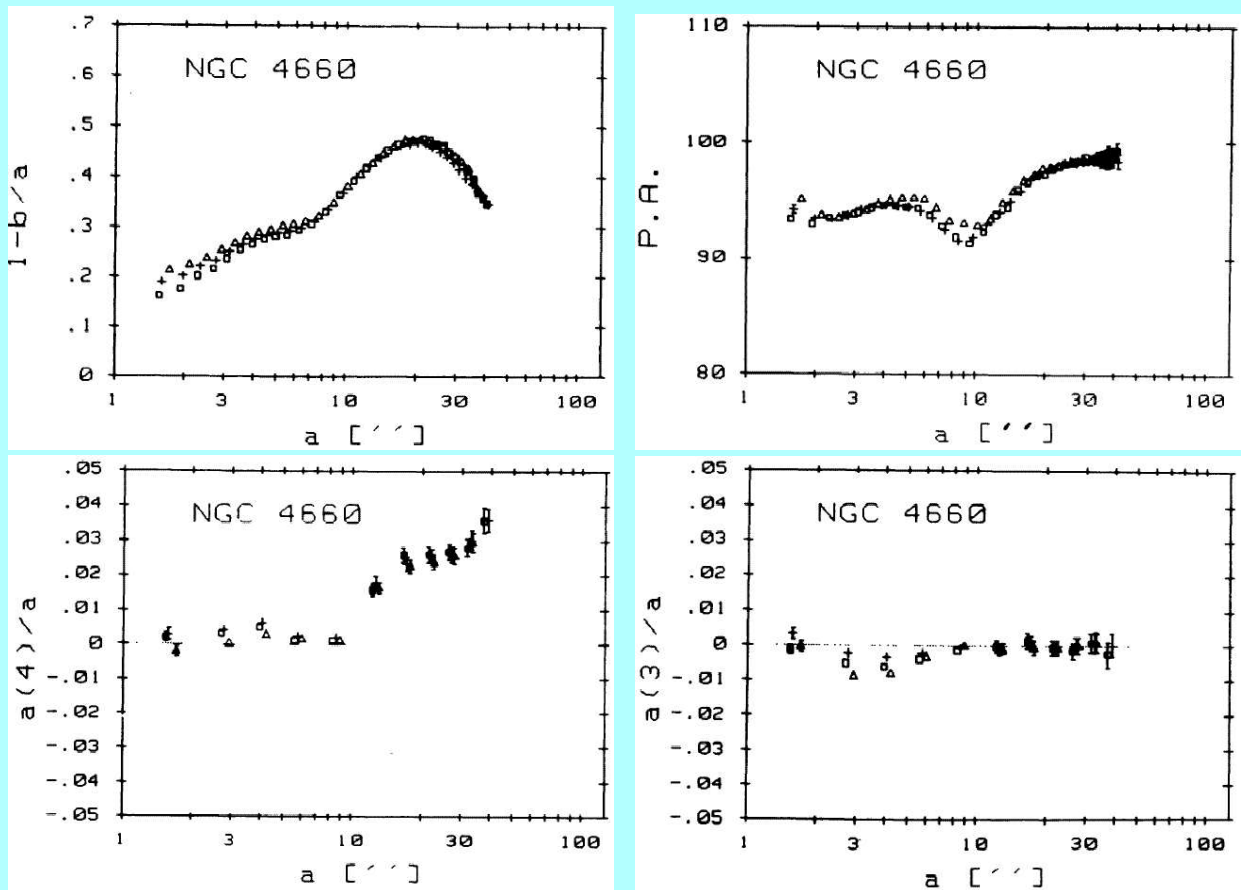 .7
.6
.5
.4
.3
.2
.1
0
1-b/a
NGC 4660
1 3 10 30 100
a [´´]
110
100
90
80
P.A.
NGC 4660
1 3 10 30 100
a [´´]
.05
.04
.03
.02
.01
0
-.01
-.02
-.03
-.04
-.05
a(4)/a
NGC 4660
1 3 10 30 100
a [´´]
.05
.04
.03
.02
.01
0
-.01
-.02
-.03
-.04
-.05
a(3)/a
NGC 4660
1 3 10 30 100
a [´´]